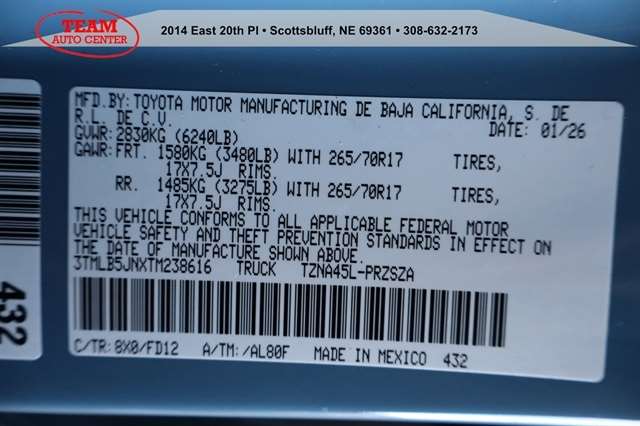 TEAM
AUTO CENTER
2014 East 20th Pl • Scottsbluff, NE 69361 • 308-632-2173
MFD.BY:TOYOTA MOTOR MANUFACTURING DE BAJA CALIFORNIA, S. DE
R.L. DE C.V. DATE: 01/26
GVWR:2830KG (6240LB)
GAWR:FRT. 1580KG (3480LB) WITH 265/70R17 TIRES,
17X7.5J RIMS.
RR. 1485KG (3275LB) WITH 265/70R17 TIRES,
17X7.5J RIMS.
THIS VEHICLE CONFORMS TO ALL APPLICABLE FEDERAL MOTOR
VEHICLE SAFETY AND THEFT PREVENTION STANDARDS IN EFFECT ON
THE DATE OF MANUFACTURE SHOWN ABOVE.
3TMLB5JNXTM238616 TRUCK TZNA45L-PRZSZA
C/TR:8X0/FD12 A/TM:/AL80F MADE IN MEXICO 432
432